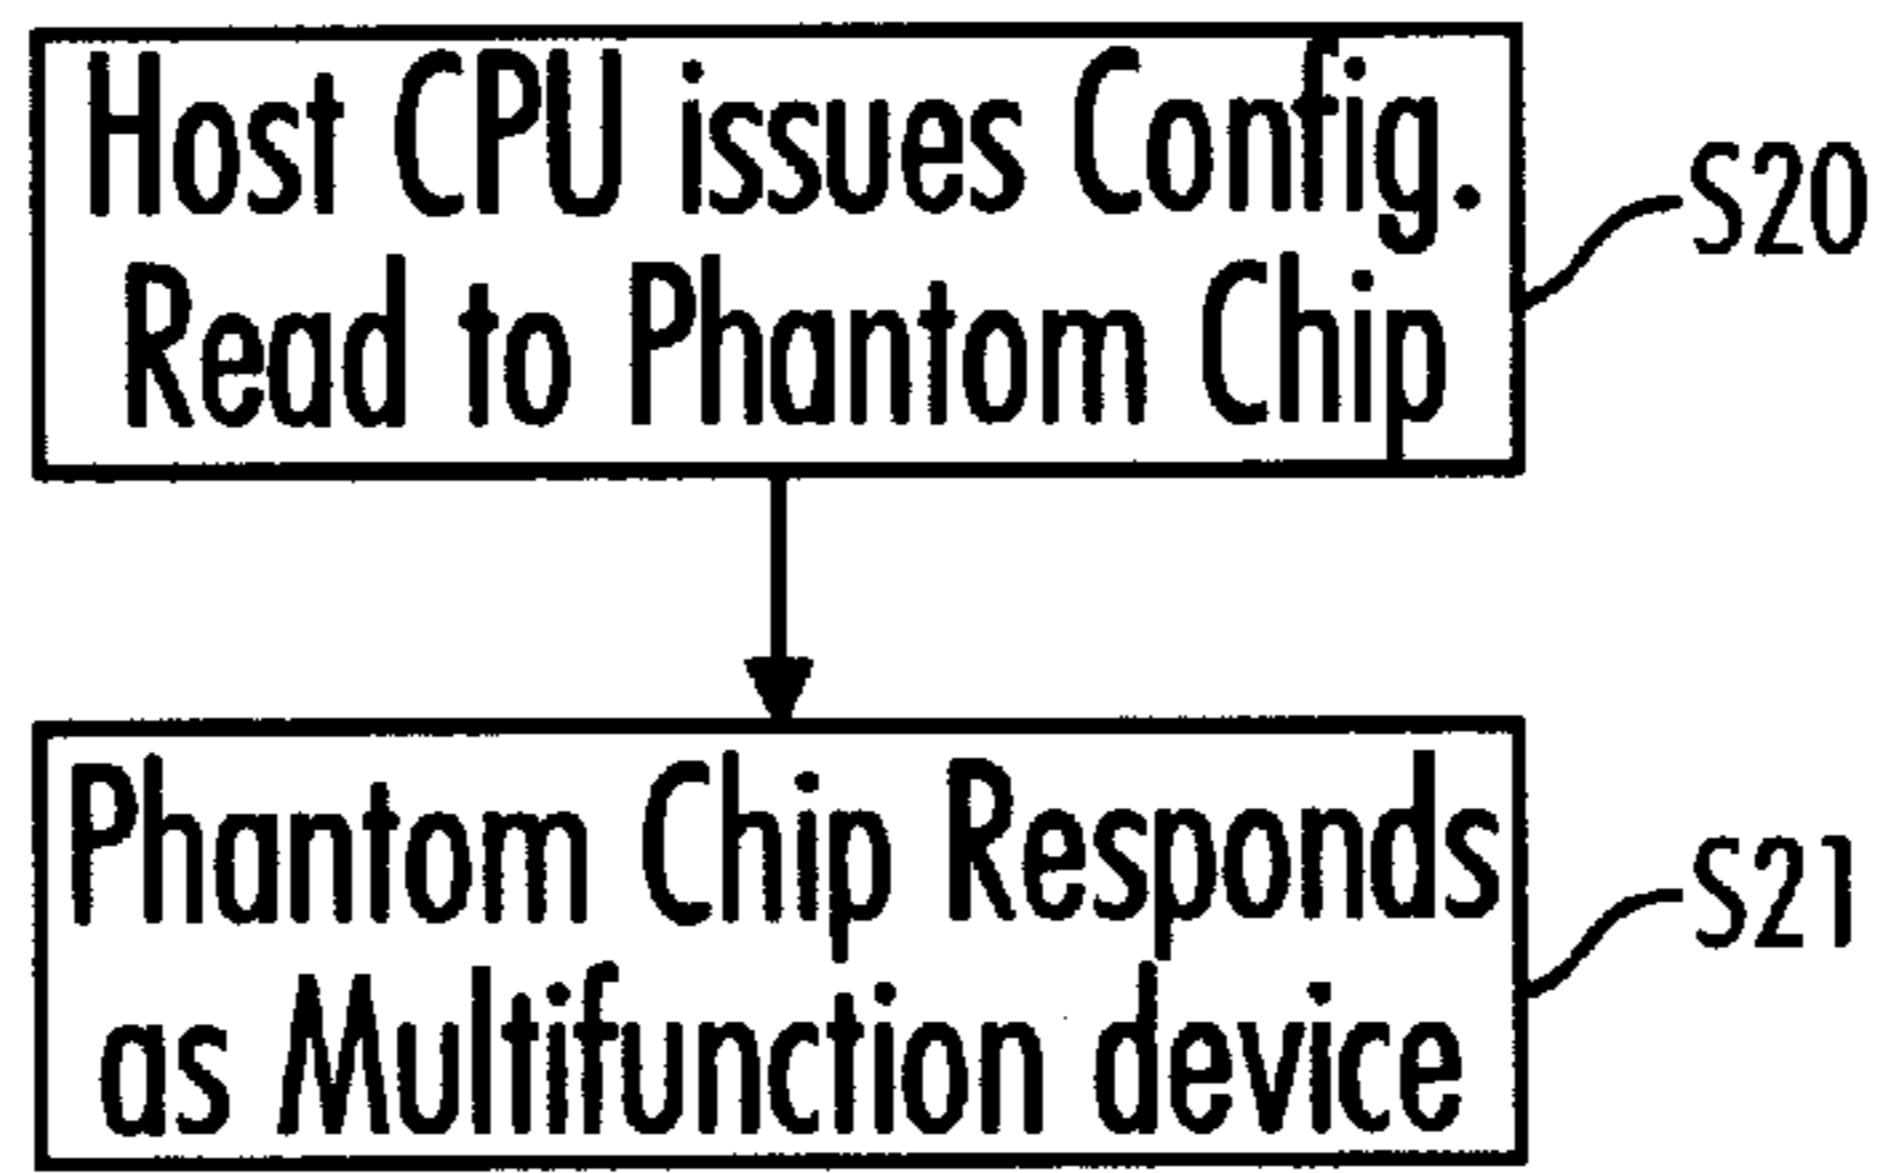 Host CPU issues Config.
Read to Phantom Chip
S20
Phantom Chip Responds
as Multifunction device
S21